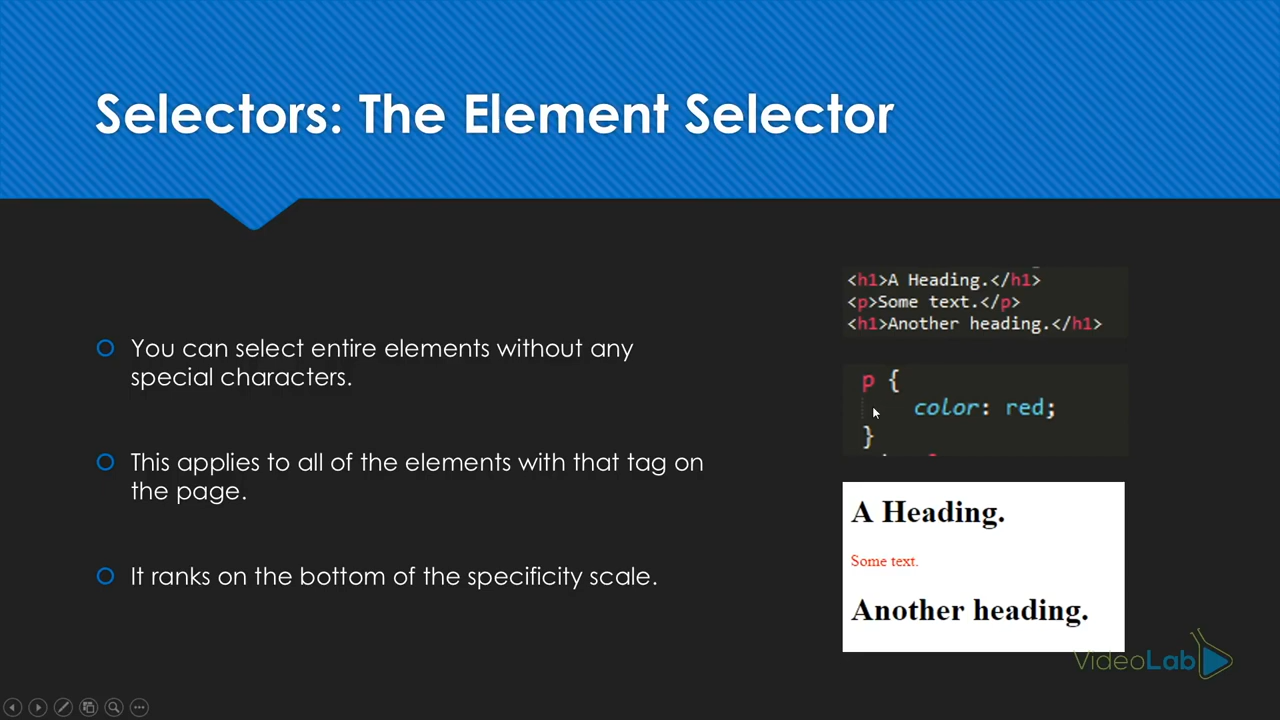 Selectors: The Element Selector
You can select entire elements without any
special characters.
This applies to all of the elements with that tag on
the page.
It ranks on the bottom of the specificity scale.
<h1>A Heading.</h1>
<p>Some text.</p>
<h1>Another heading.</h1>
p {
color: red;
}
A Heading.
Some text.
Another heading.
VideoLab